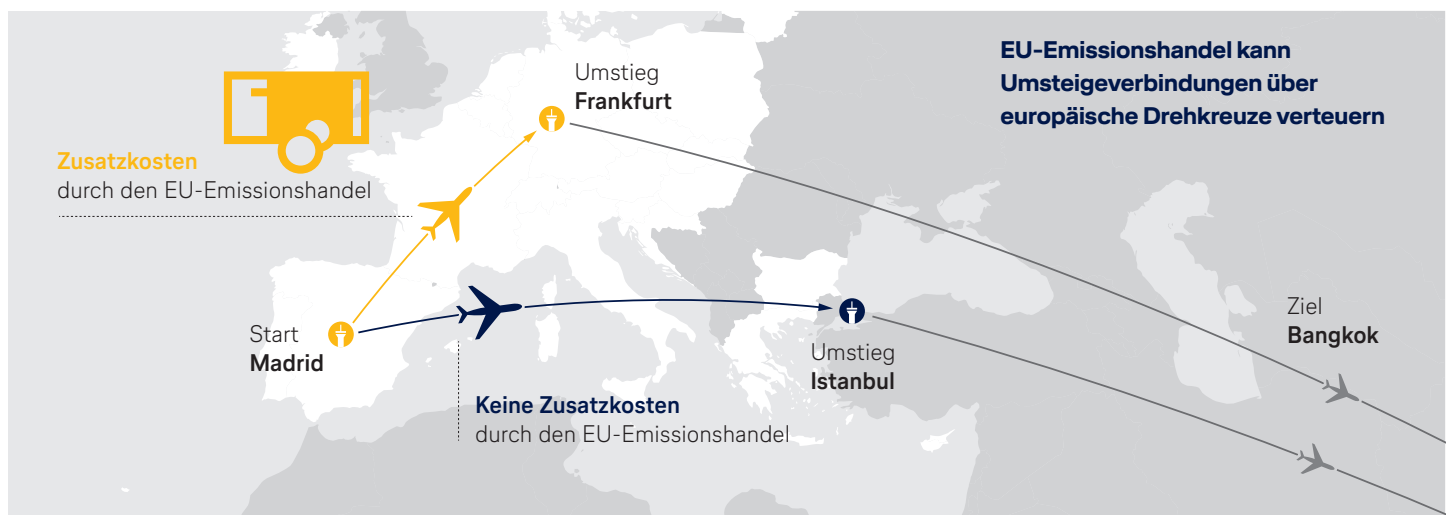 EU-Emissionshandel kann
Umsteigeverbindungen über
europäische Drehkreuze verteuern
Umstieg
Frankfurt
Zusatzkosten
durch den EU-Emissionshandel
Start
Madrid
Keine Zusatzkosten
durch den EU-Emissionshandel
Umstieg
Istanbul
Ziel
Bangkok